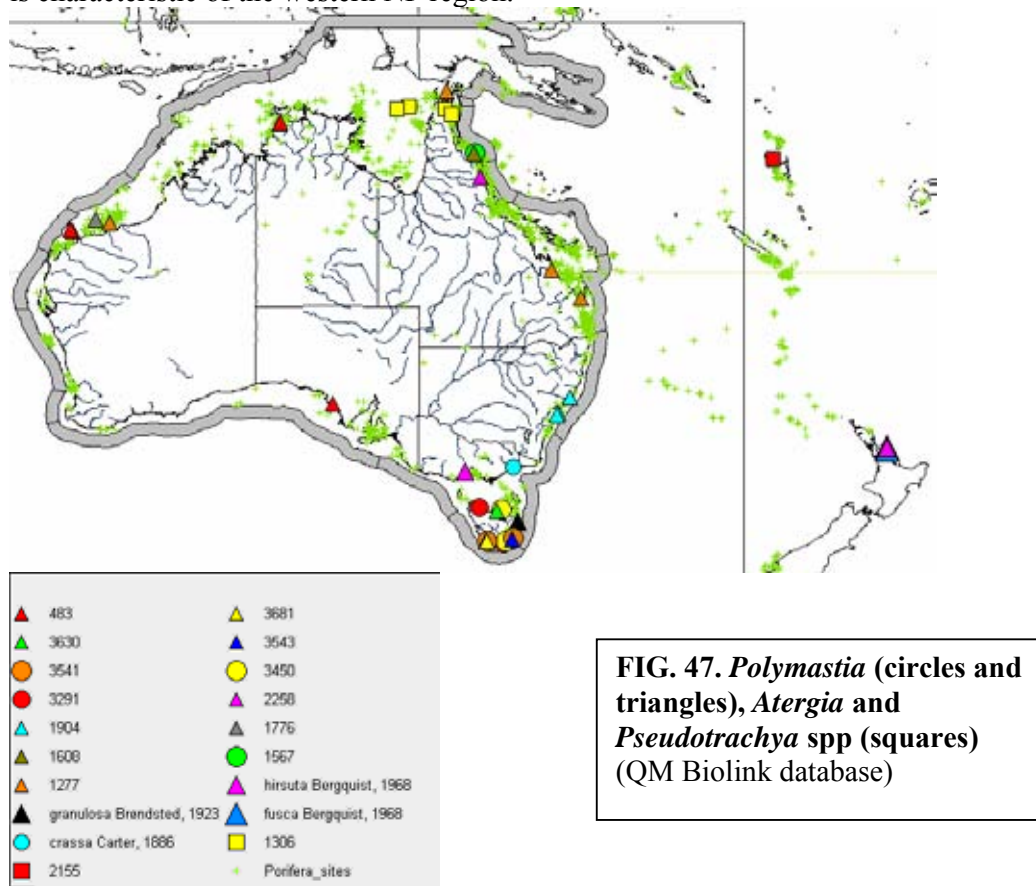 is characteristic of the western NP region.
483
3681
3630
3543
3541
3450
3291
2258
1904
1776
1608
1567
1277
hirsuta Bergquist, 1968
granulosa Brøndsted, 1923
fusca Bergquist, 1968
crassa Carter, 1886
1306
2155
Porifera_sites
FIG. 47. Polymastia (circles and
triangles), Atergia and
Pseudotrachya spp (squares)
(QM Biolink database)